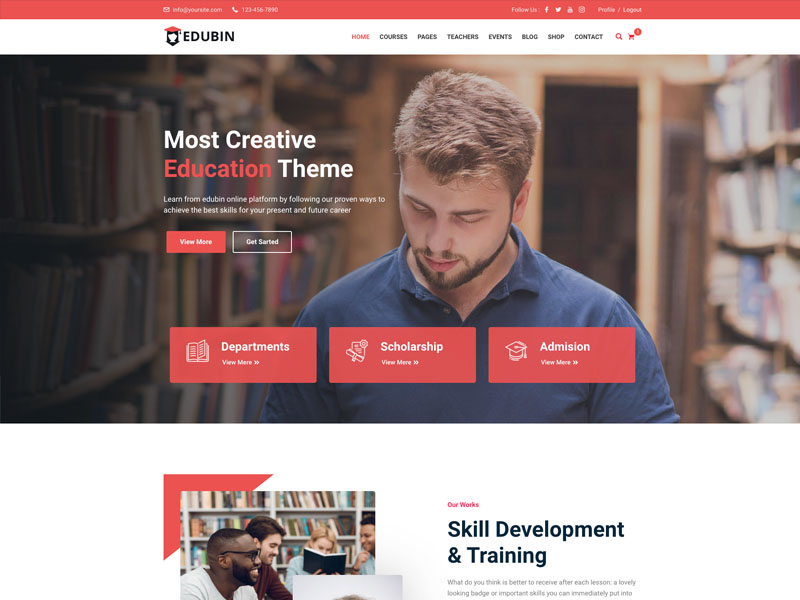 info@yoursite.com 123-456-7890 Follow Us : Profile / Logout
EDUBIN HOME COURSES PAGES TEACHERS EVENTS BLOG SHOP CONTACT
Most Creative
Education Theme
Learn from edubin online platform by following our proven ways to
achieve the best skills for your present and future career
View More Get Sarted
Departments Scholarship Admision
View More View More View More
Our Works
Skill Development
& Training
What do you think is better to receive after each lesson: a lovely
looking badge or important skills you can immediately put into